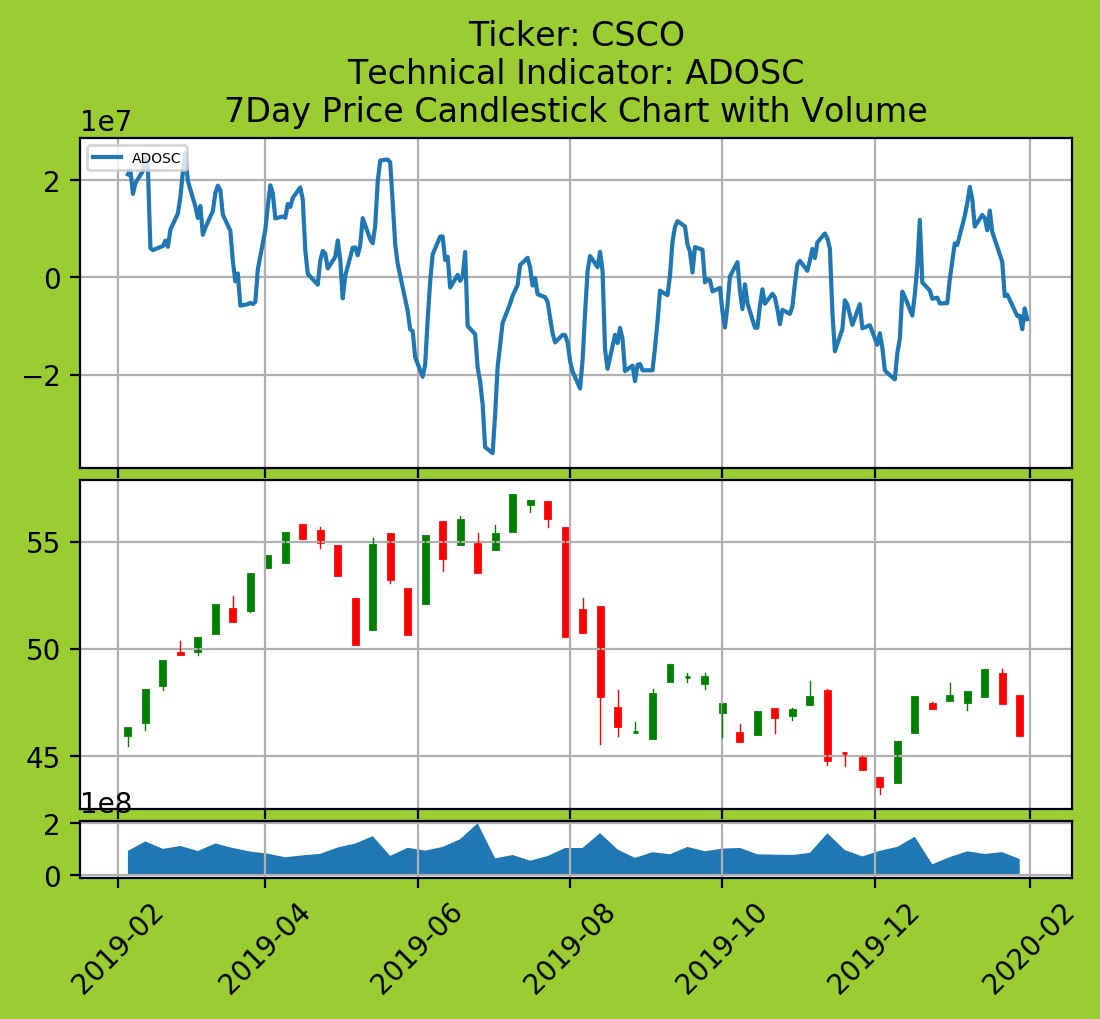 Ticker: CSCO
Technical Indicator: ADOSC
7Day Price Candlestick Chart with Volume
1e7
ADOSC
2
0
−2
55
50
45
1e8
2
0
2019-02
2019-04
2019-06
2019-08
2019-10
2019-12
2020-02